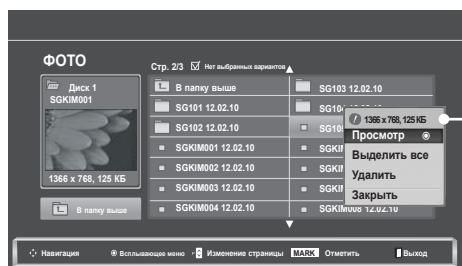 ФОТО
Стр. 2/3 Нет выбранных вариантов
Диск 1
SGKIM001
1366 x 768, 125 КБ
В папку выше
В папку выше
SG101 12.02.10
SG102 12.02.10
SGKIM001 12.02.10
SGKIM002 12.02.10
SGKIM003 12.02.10
SGKIM004 12.02.10
SG103 12.02.10
SGKIM008 12.02.10
1366 x 768, 125 КБ
Просмотр
Выделить все
Удалить
Закрыть
Навигация Всплывающее меню Изменение страницы MARK Отметить Выход